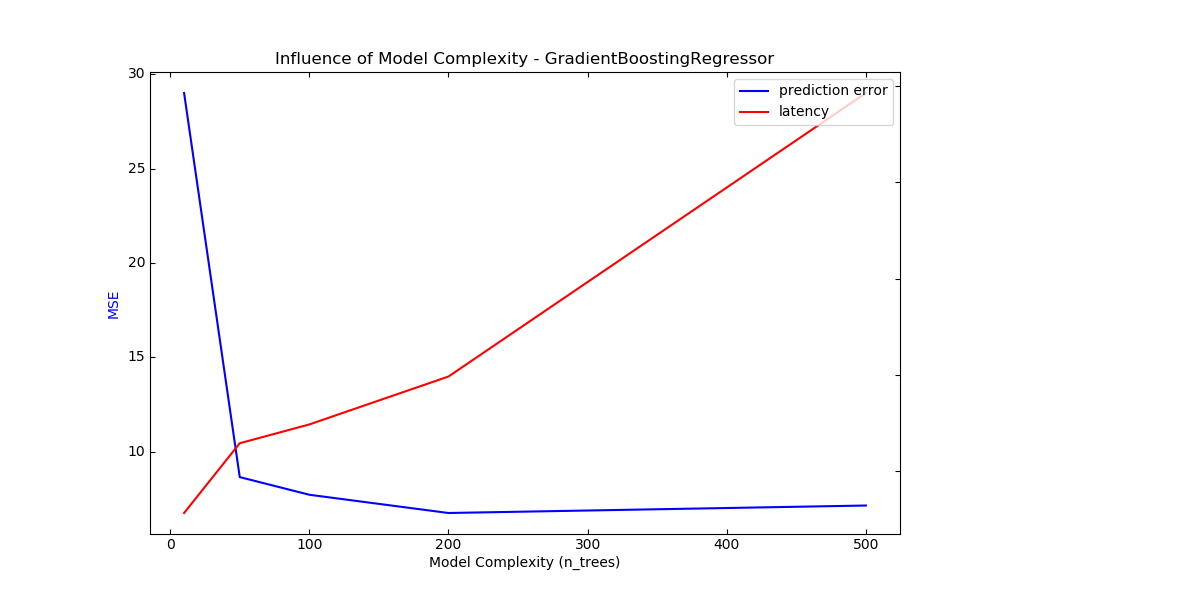 Influence of Model Complexity - GradientBoostingRegressor
prediction error
latency
30
25
20
15
10
MSE
0 100 200 300 400 500
Model Complexity (n_trees)